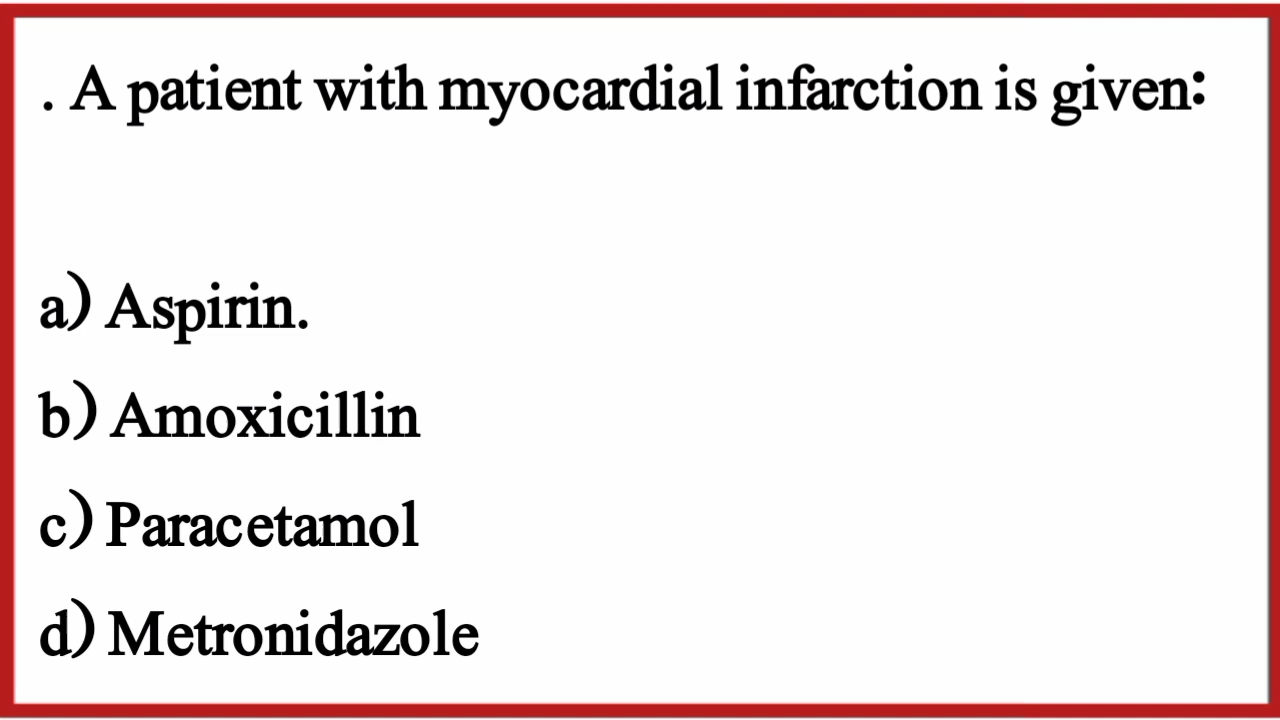 . A patient with myocardial infarction is given:
a) Aspirin.
b) Amoxicillin
c) Paracetamol
d) Metronidazole